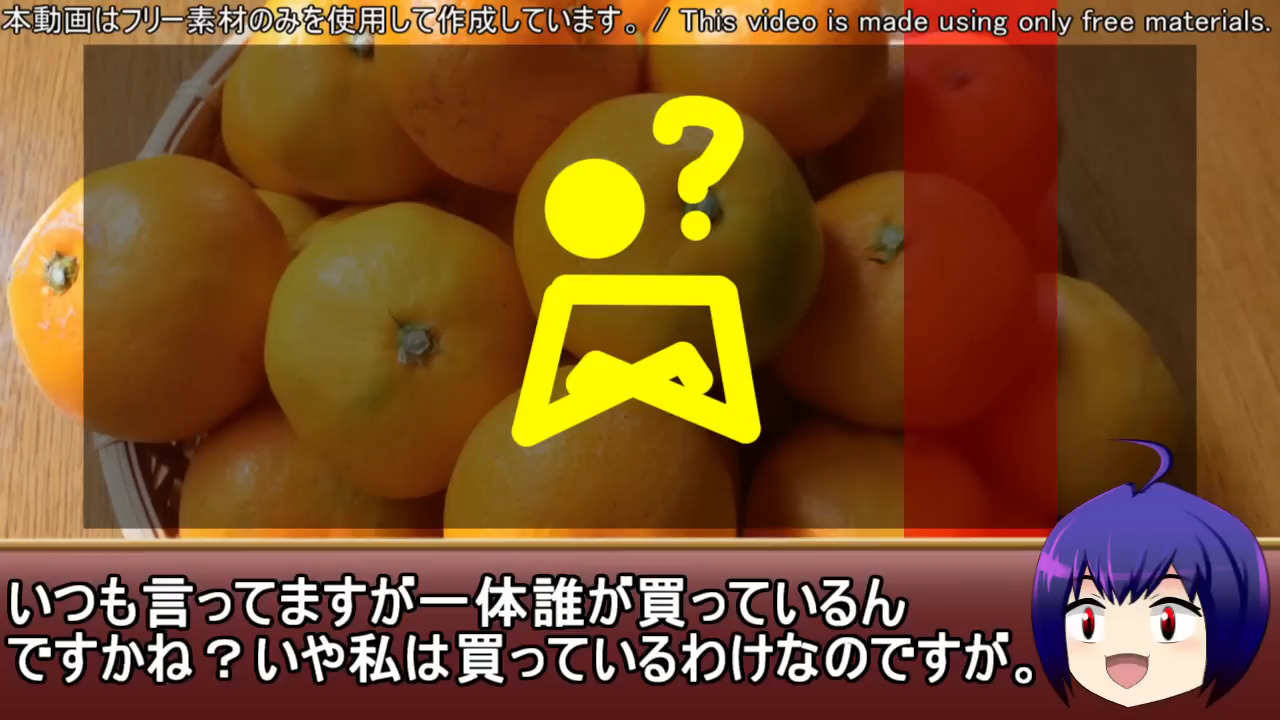 本動画はフリー素材のみを使用して作成しています。 / This video is made using only free materials.
?
いつも言ってますが一体誰が買っているん
ですかね？いや私は買っているわけなのですが。